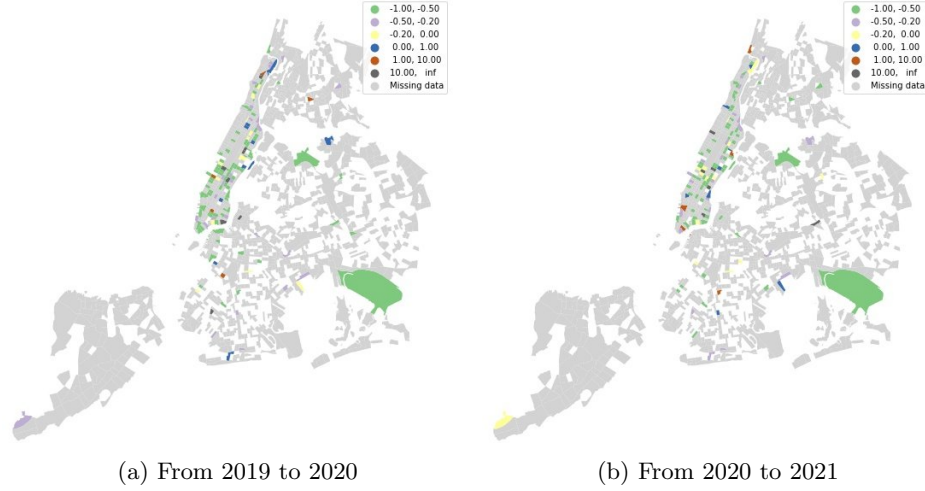 -1.00, -0.50
-0.50, -0.20
-0.20, 0.00
0.00, 1.00
1.00, 10.00
10.00, inf
Missing data
-1.00, -0.50
-0.50, -0.20
-0.20, 0.00
0.00, 1.00
1.00, 10.00
10.00, inf
Missing data
(a) From 2019 to 2020
(b) From 2020 to 2021